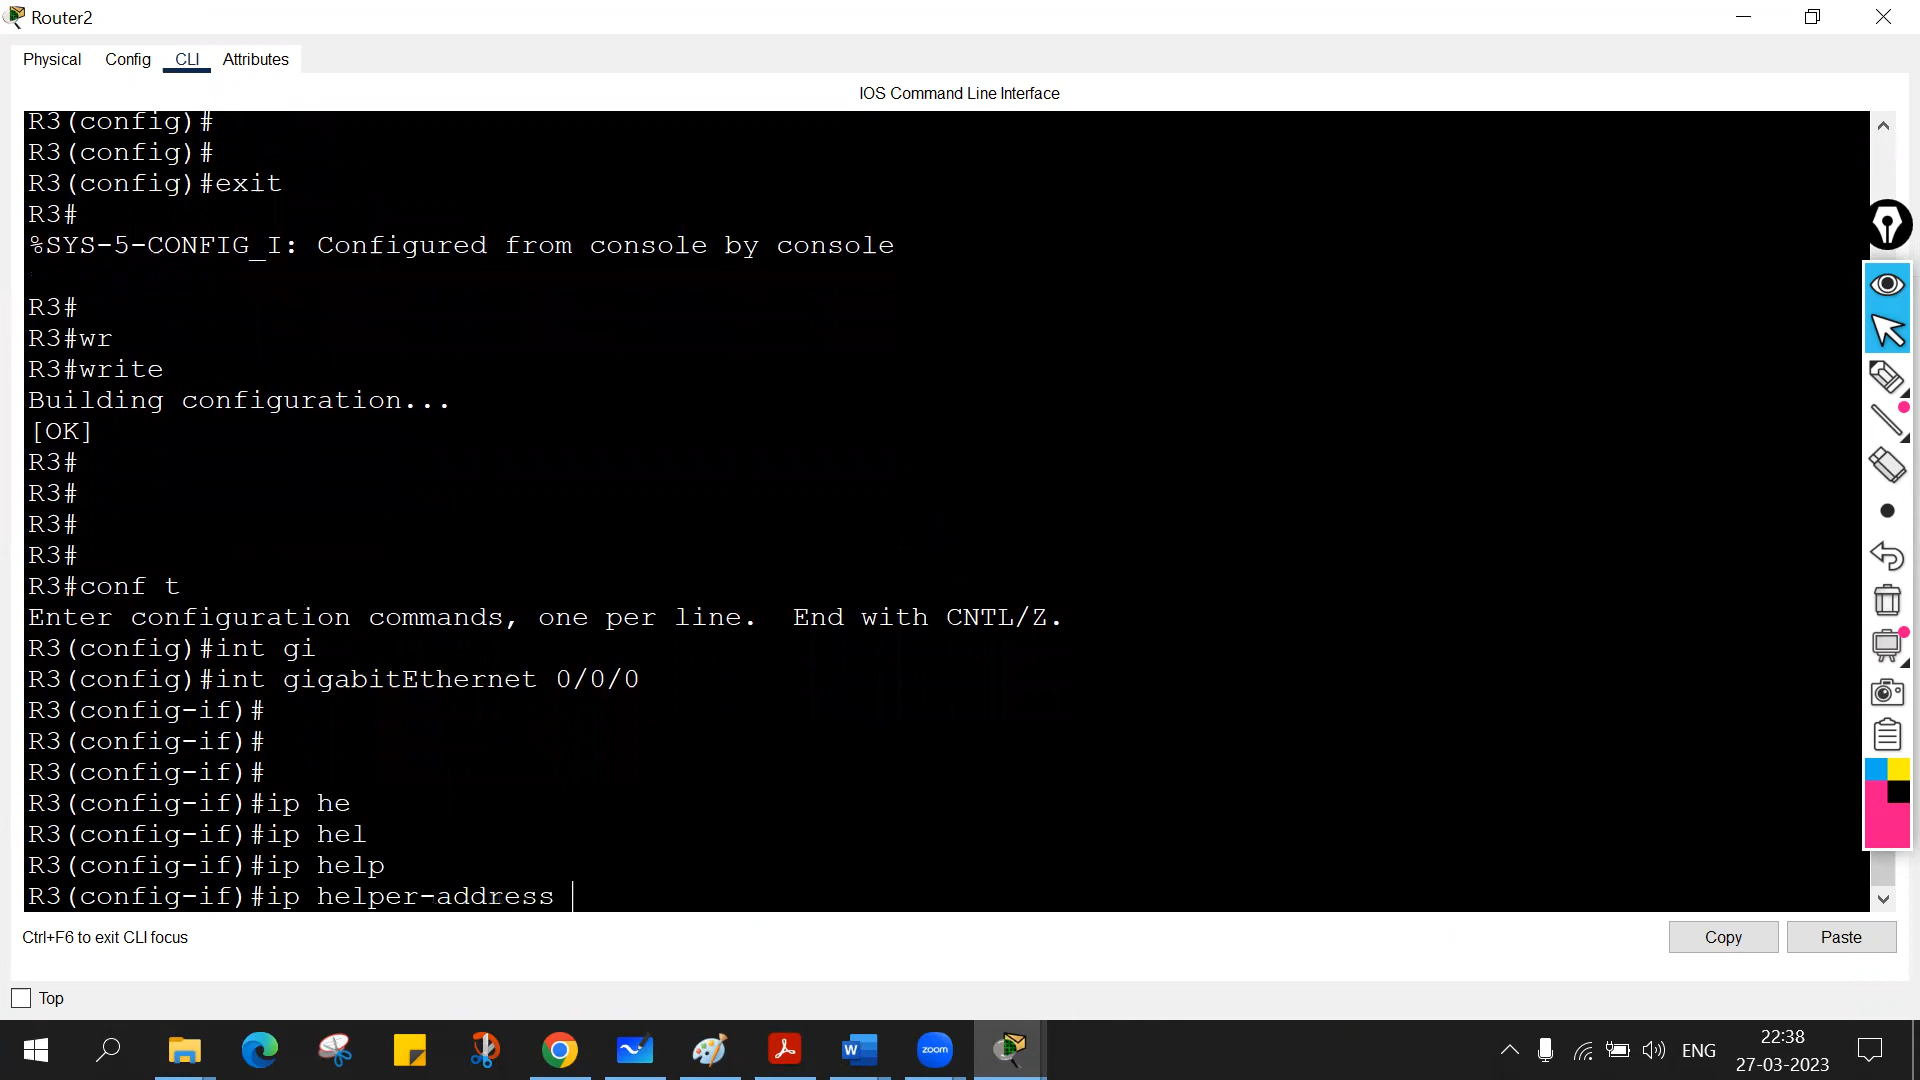 Router2
Physical Config CLI Attributes
IOS Command Line Interface
R3(config)#
R3(config)#
R3(config)#exit
R3#
%SYS-5-CONFIG_I: Configured from console by console
R3#
R3#wr
R3#write
Building configuration...
[OK]
R3#
R3#
R3#
R3#
R3#conf t
Enter configuration commands, one per line.  End with CNTL/Z.
R3(config)#int gi
R3(config)#int gigabitEthernet 0/0/0
R3(config-if)#
R3(config-if)#
R3(config-if)#
R3(config-if)#ip he
R3(config-if)#ip hel
R3(config-if)#ip help
R3(config-if)#ip helper-address
Ctrl+F6 to exit CLI focus
Copy
Paste
Top
W
zoom
ENG
22:38
27-03-2023